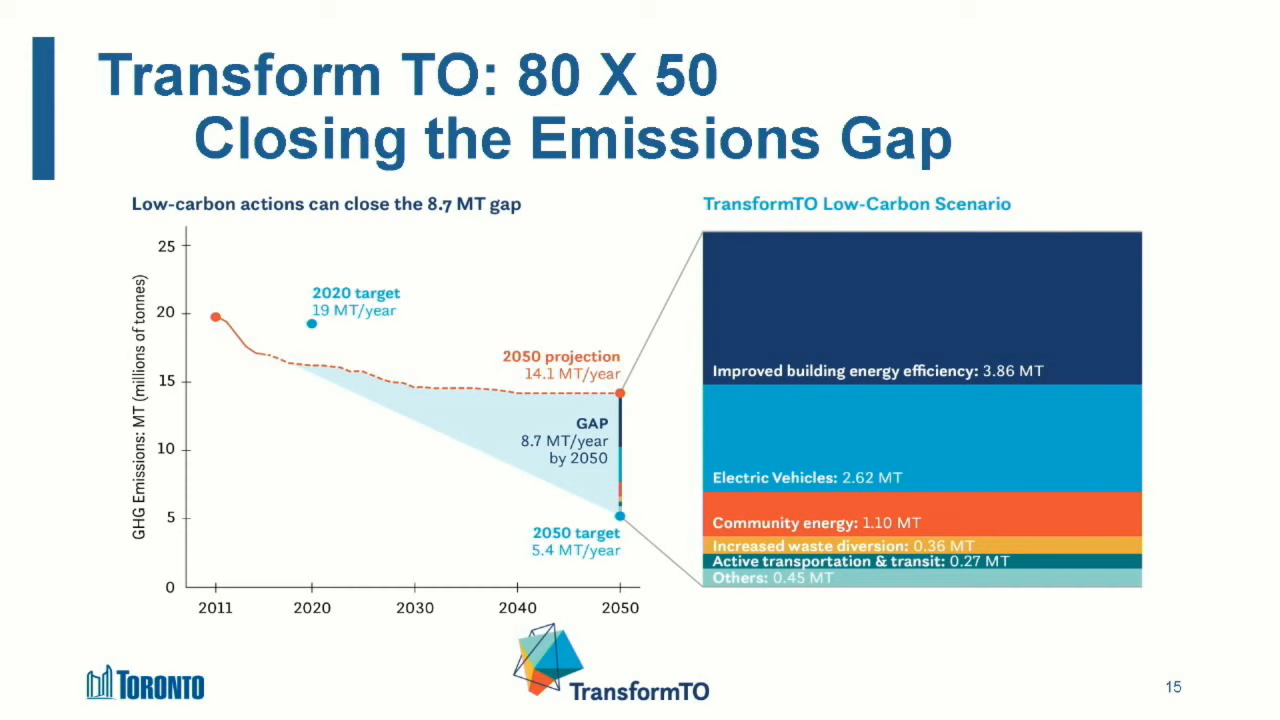 Transform TO: 80 X 50
Closing the Emissions Gap
Low-carbon actions can close the 8.7 MT gap
GHG Emissions: MT (millions of tonnes)
25
20
15
10
5
0
2011
2020
2030
2040
2050
2020 target
19 MT/year
2050 projection
14.1 MT/year
GAP
8.7 MT/year
by 2050
2050 target
5.4 MT/year
TransformTO Low-Carbon Scenario
Improved building energy efficiency: 3.86 MT
Electric Vehicles: 2.62 MT
Community energy: 1.10 MT
Increased waste diversion: 0.36 MT
Active transportation & transit: 0.27 MT
Others: 0.45 MT
TORONTO
TransformTO
15